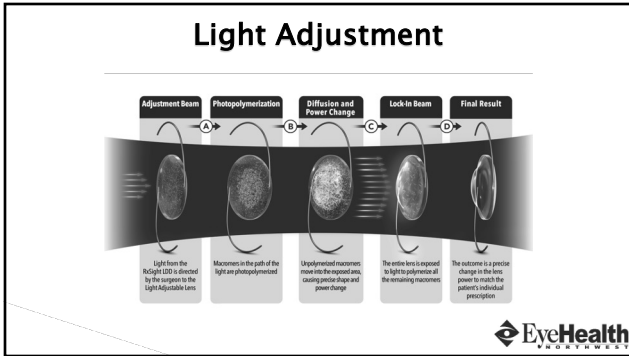 Light Adjustment
Adjustment Beam
Photopolymerization
Diffusion and
Power Change
Lock-In Beam
Final Result
A
B
C
D
Light from the
RxSight LDD is directed
by the surgeon to the
Light Adjustable Lens
Macromers in the path of the
light are photopolymerized
Unpolymerized macromers
move into the exposed area,
causing precise shape and
power change
The entire lens is exposed
to light to polymerize all
the remaining macromers
The outcome is a precise
change in the lens
power to match the
patient's individual
prescription
EyeHealth
NORTHWEST